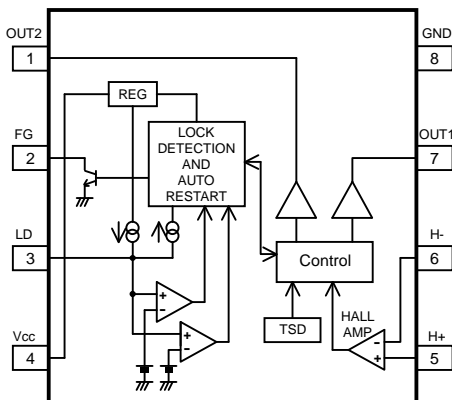 OUT2
1
GND
8
REG
FG
2
LOCK
DETECTION
AND
AUTO
RESTART
OUT1
7
LD
3
Control
H-
6
+
-
TSD
HALL
AMP
-
+
+
-
Vcc
4
H+
5